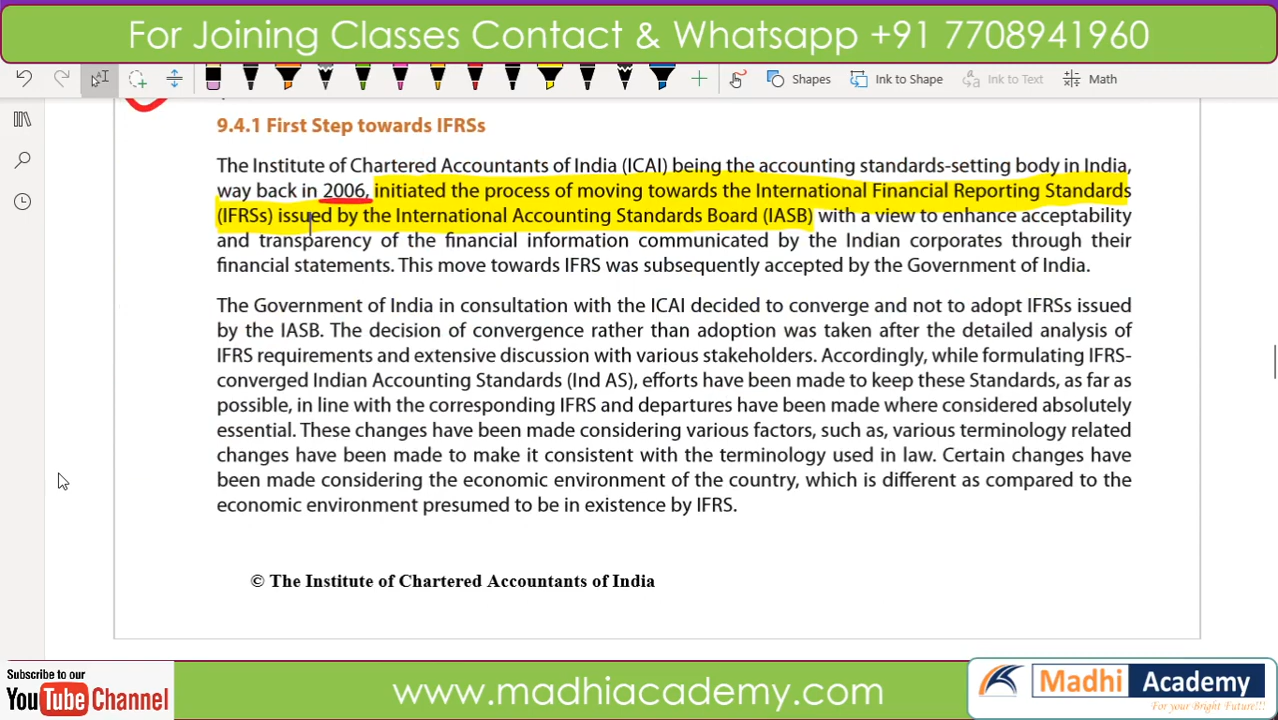 For Joining Classes Contact & Whatsapp +91 7708941960
Shapes Ink to Shape Ink to Text Math
9.4.1 First Step towards IFRSs
The Institute of Chartered Accountants of India (ICAI) being the accounting standards-setting body in India,
way back in 2006, initiated the process of moving towards the International Financial Reporting Standards
(IFRSs) issued by the International Accounting Standards Board (IASB) with a view to enhance acceptability
and transparency of the financial information communicated by the Indian corporates through their
financial statements. This move towards IFRS was subsequently accepted by the Government of India.
The Government of India in consultation with the ICAI decided to converge and not to adopt IFRSs issued
by the IASB. The decision of convergence rather than adoption was taken after the detailed analysis of
IFRS requirements and extensive discussion with various stakeholders. Accordingly, while formulating IFRS-
converged Indian Accounting Standards (Ind AS), efforts have been made to keep these Standards, as far as
possible, in line with the corresponding IFRS and departures have been made where considered absolutely
essential. These changes have been made considering various factors, such as, various terminology related
changes have been made to make it consistent with the terminology used in law. Certain changes have
been made considering the economic environment of the country, which is different as compared to the
economic environment presumed to be in existence by IFRS.
© The Institute of Chartered Accountants of India
Subscribe to our
YouTube Channel
www.madhiacademy.com
Madhi Academy
For your Bright Future!!!